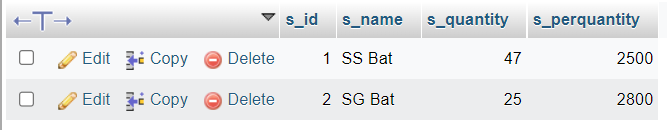 s_id s_name s_quantity s_perquantity
Edit Copy Delete 1 SS Bat 47 2500
Edit Copy Delete 2 SG Bat 25 2800